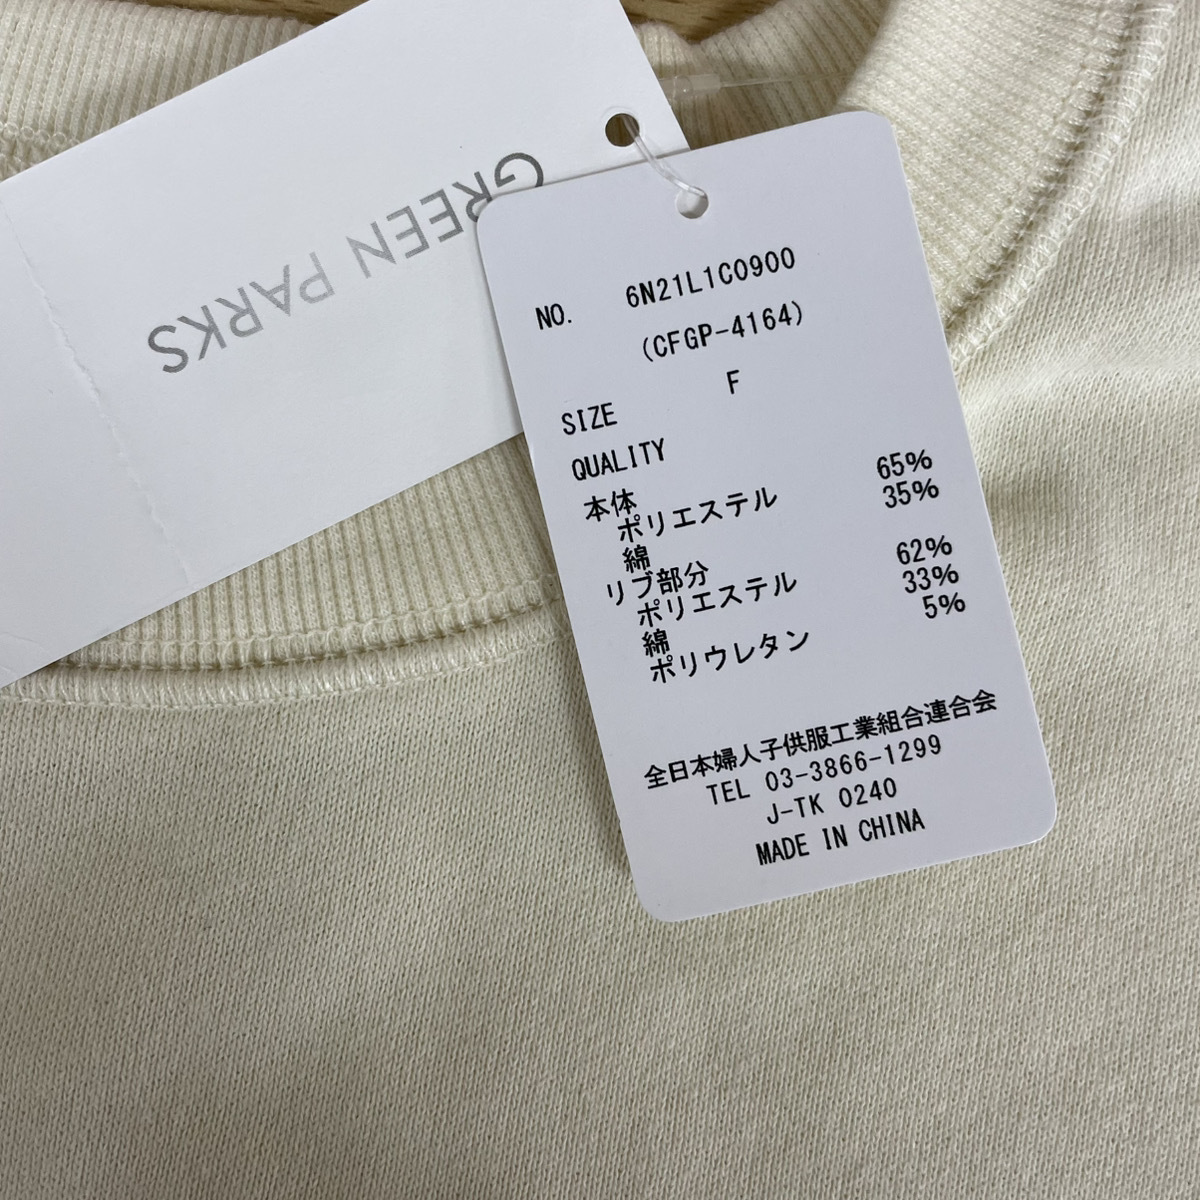 GREEN PARKS
NO. 6N21L1C0900
(CFGP-4164)
SIZE F
QUALITY
本体
ポリエステル 65%
綿 35%
リブ部分
ポリエステル 62%
綿 33%
ポリウレタン 5%
全日本婦人子供服工業組合連合会
TEL 03-3866-1299
J-TK 0240
MADE IN CHINA